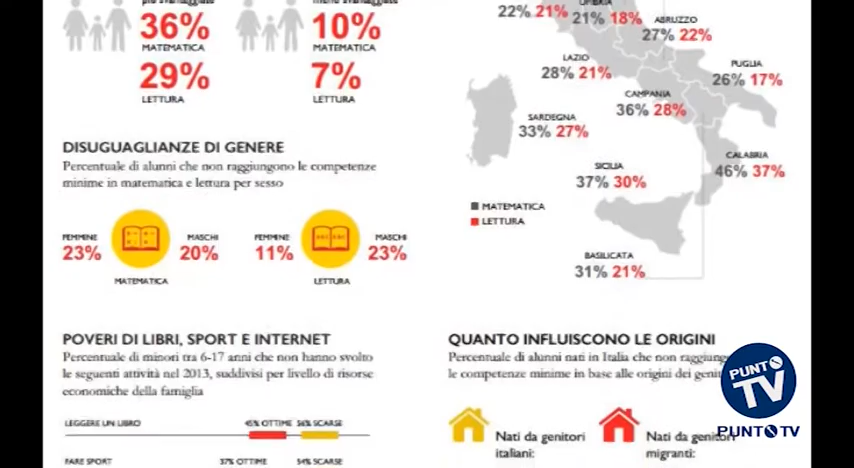 36%
MATEMATICA
29%
LETTURA
10%
MATEMATICA
7%
LETTURA
DISUGUAGLIANZE DI GENERE
Percentuale di alunni che non raggiungono le competenze
minime in matematica e lettura per sesso
FEMMINE
23%
MASCHI
20%
MATEMATICA
FEMMINE
11%
MASCHI
23%
LETTURA
POVERI DI LIBRI, SPORT E INTERNET
Percentuale di minori tra 6-17 anni che non hanno svolto
le seguenti attività nel 2013, suddivisi per livello di risorse
economiche della famiglia
LEGGERE UN LIBRO
45% OTTIME 56% SCARSE
FARE SPORT
37% OTTIME 54% SCARSE
22% 21%
UMBRIA
21% 18%
ABRUZZO
27% 22%
LAZIO
28% 21%
PUGLIA
26% 17%
CAMPANIA
36% 28%
SARDEGNA
33% 27%
CALABRIA
46% 37%
SICILIA
37% 30%
MATEMATICA
LETTURA
BASILICATA
31% 21%
QUANTO INFLUISCONO LE ORIGINI
Percentuale di alunni nati in Italia che non
le competenze minime in base alle origini dei
Nati da genitori
italiani:
Nati da genitori
migranti:
PUNTO
TV
PUNTO TV